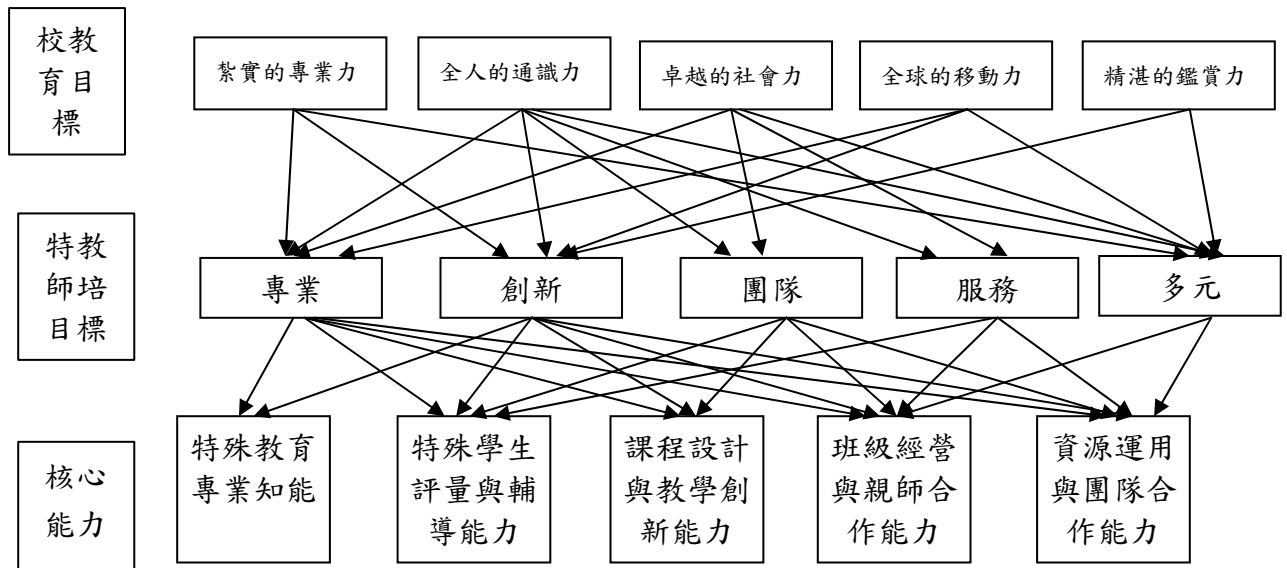 校教
育目
標
紮實的專業力
全人的通識力
卓越的社會力
全球的移動力
精湛的鑑賞力
特教
師培
目標
專業
創新
團隊
服務
多元
核心
能力
特殊教育
專業知能
特殊學生
評量與輔
導能力
課程設計
與教學創
新能力
班級經營
與親師合
作能力
資源運用
與團隊合
作能力